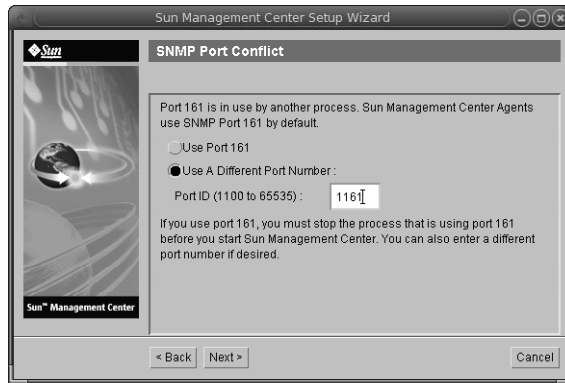 Sun Management Center Setup Wizard
Sun
SNMP Port Conflict
Port 161 is in use by another process. Sun Management Center Agents
use SNMP Port 161 by default.
Use Port 161
Use A Different Port Number :
Port ID (1100 to 65535) :
1161
If you use port 161, you must stop the process that is using port 161
before you start Sun Management Center. You can also enter a different
port number if desired.
Sun™ Management Center
< Back
Next >
Cancel